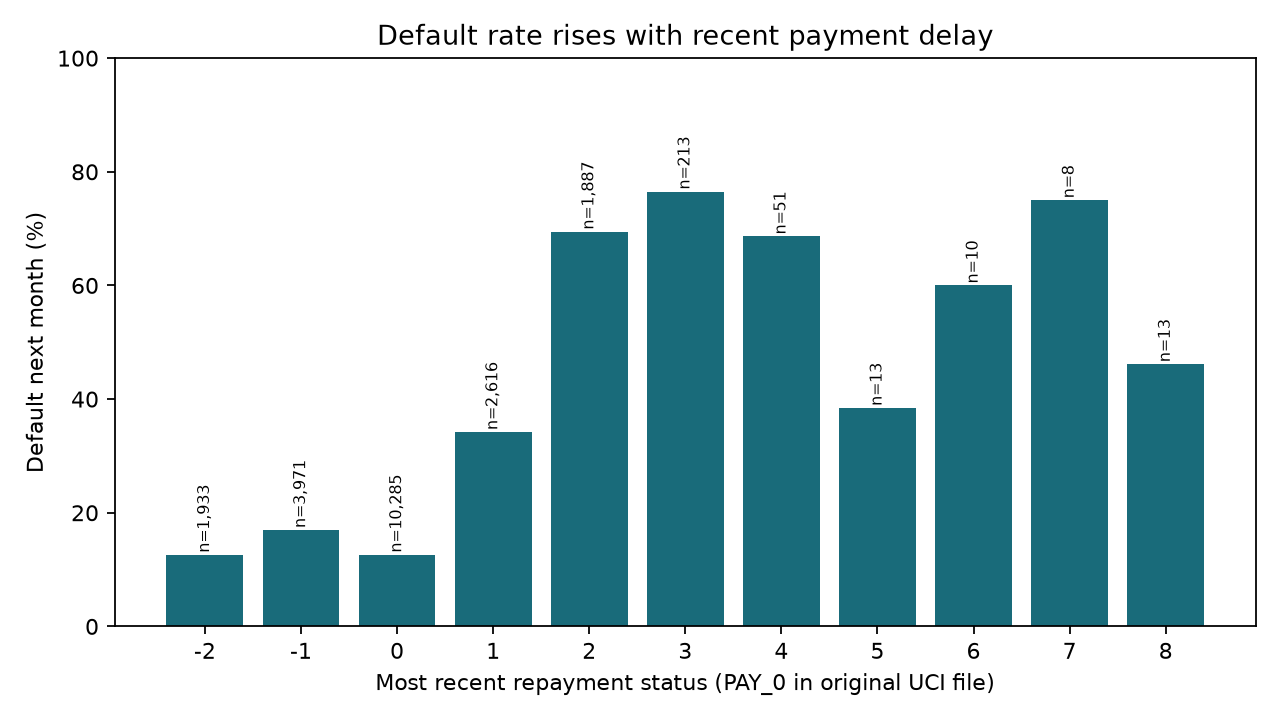 Default rate rises with recent payment delay
Default next month (%)
100
80
60
40
20
0
n=1,933
n=3,971
n=10,285
n=2,616
n=1,887
n=213
n=51
n=13
n=10
n=8
n=13
-2 -1 0 1 2 3 4 5 6 7 8
Most recent repayment status (PAY_0 in original UCI file)